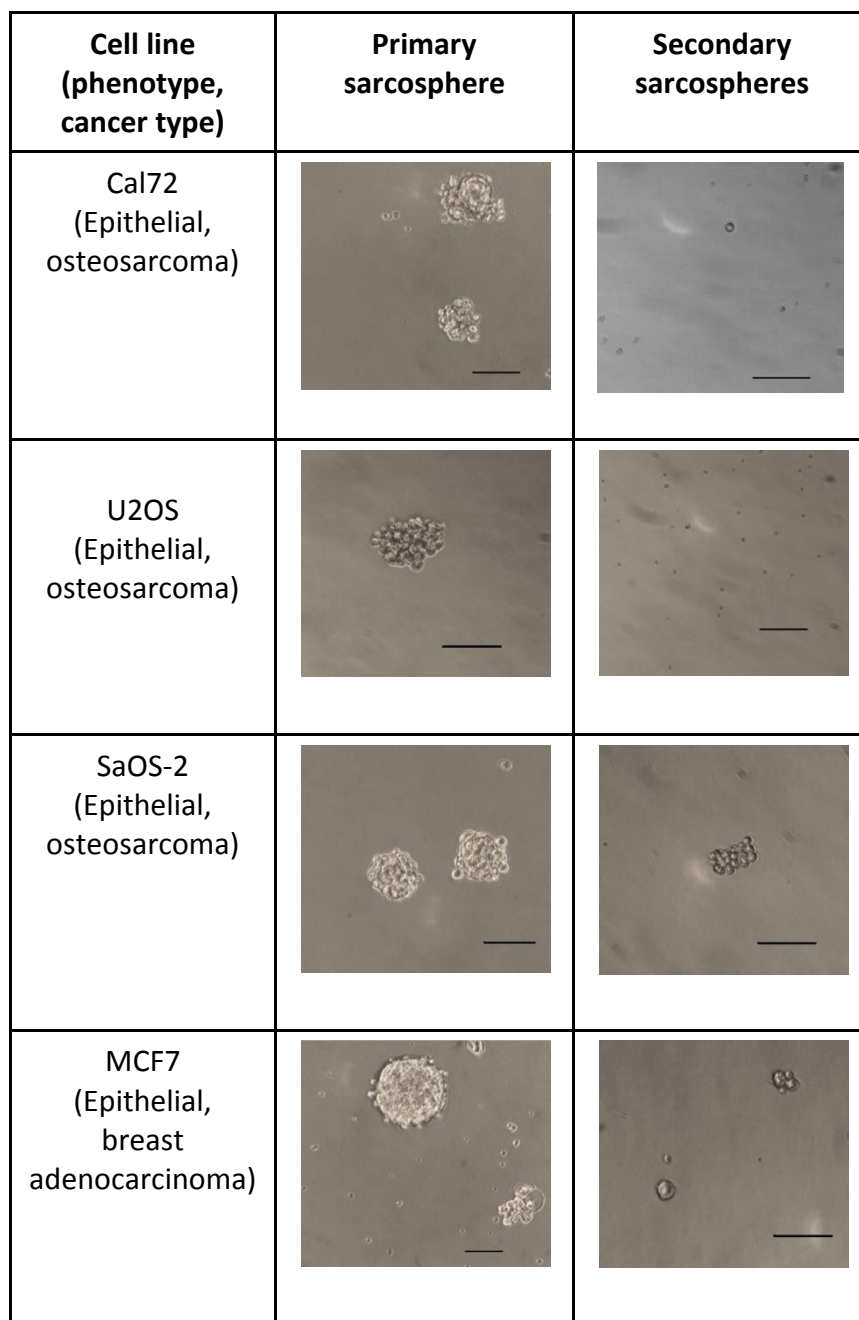 Cell line
(phenotype,
cancer type)
Primary
sarcosphere
Secondary
sarcospheres
Cal72
(Epithelial,
osteosarcoma)
U2OS
(Epithelial,
osteosarcoma)
SaOS-2
(Epithelial,
osteosarcoma)
MCF7
(Epithelial,
breast
adenocarcinoma)